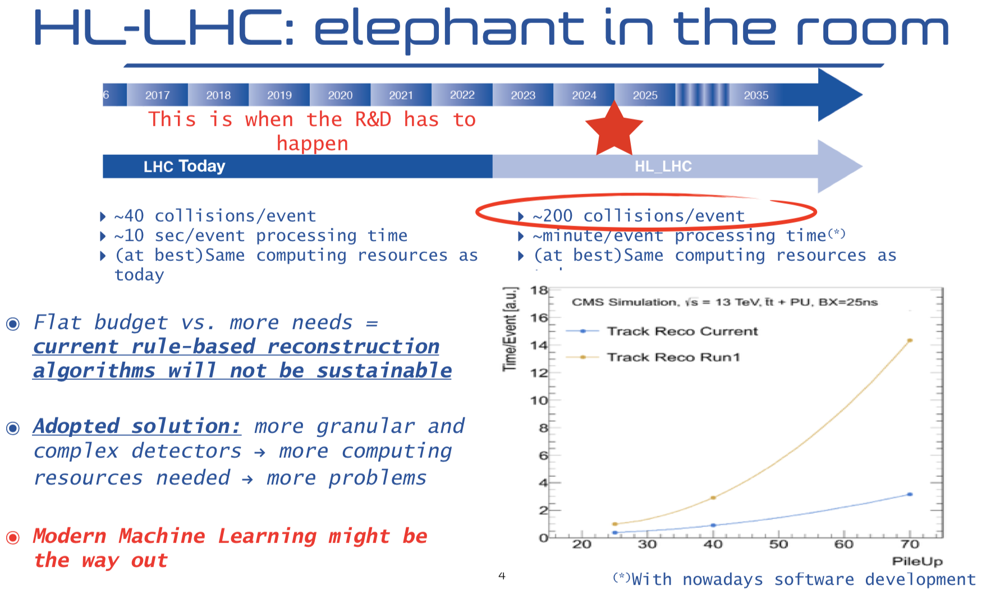 HL-LHC: elephant in the room
6 2017 2018 2019 2020 2021 2022 2023 2024 2025 2035
This is when the R&D has to
happen
LHC Today
HL_LHC
~40 collisions/event
~10 sec/event processing time
(at best)Same computing resources as
today
~200 collisions/event
~minute/event processing time(*)
(at best)Same computing resources as
Flat budget vs. more needs =
current rule-based reconstruction
algorithms will not be sustainable
Adopted solution: more granular and
complex detectors → more computing
resources needed → more problems
Modern Machine Learning might be
the way out
Time/Event [a.u.]
18
16
14
12
10
8
6
4
2
0
CMS Simulation, √s = 13 TeV, t̄t + PU, BX=25ns
Track Reco Current
Track Reco Run1
20 30 40 50 60 70
PileUp
4
(*)With nowadays software development